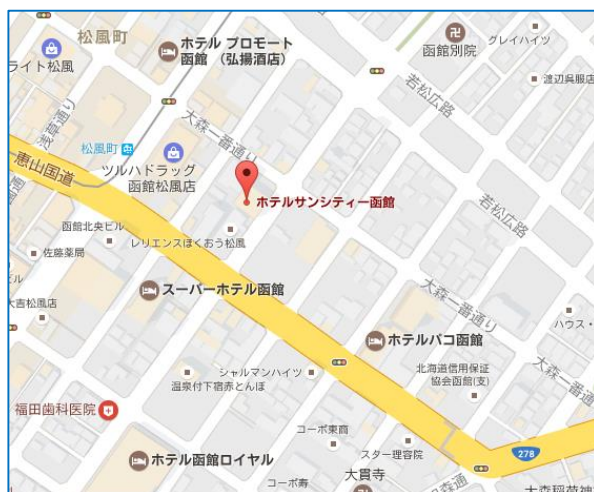 松風町
ホテル プロモート
函館 （弘揚酒店）
函館別院
グレイハイツ
ライト松風
渡辺呉服店
浅草通り
若松広路
大森一番通り
松風町
恵山国道
ツルハドラッグ
函館松風店
ホテルサンシティー函館
若松広路
函館北央ビル
レリエンスほくおう松風
佐藤薬局
ビル
大吉松風店
スーパーホテル函館
大森一番通り
ホテルパコ函館
ハウス・
シャルマンハイツ
温泉付下宿赤とんぼ
北海道信用保証
協会函館(支)
福田歯科医院
コーポ東商
スター理容院
278
ホテル函館ロイヤル
コーポ寿
大貫寺
大森稲荷神